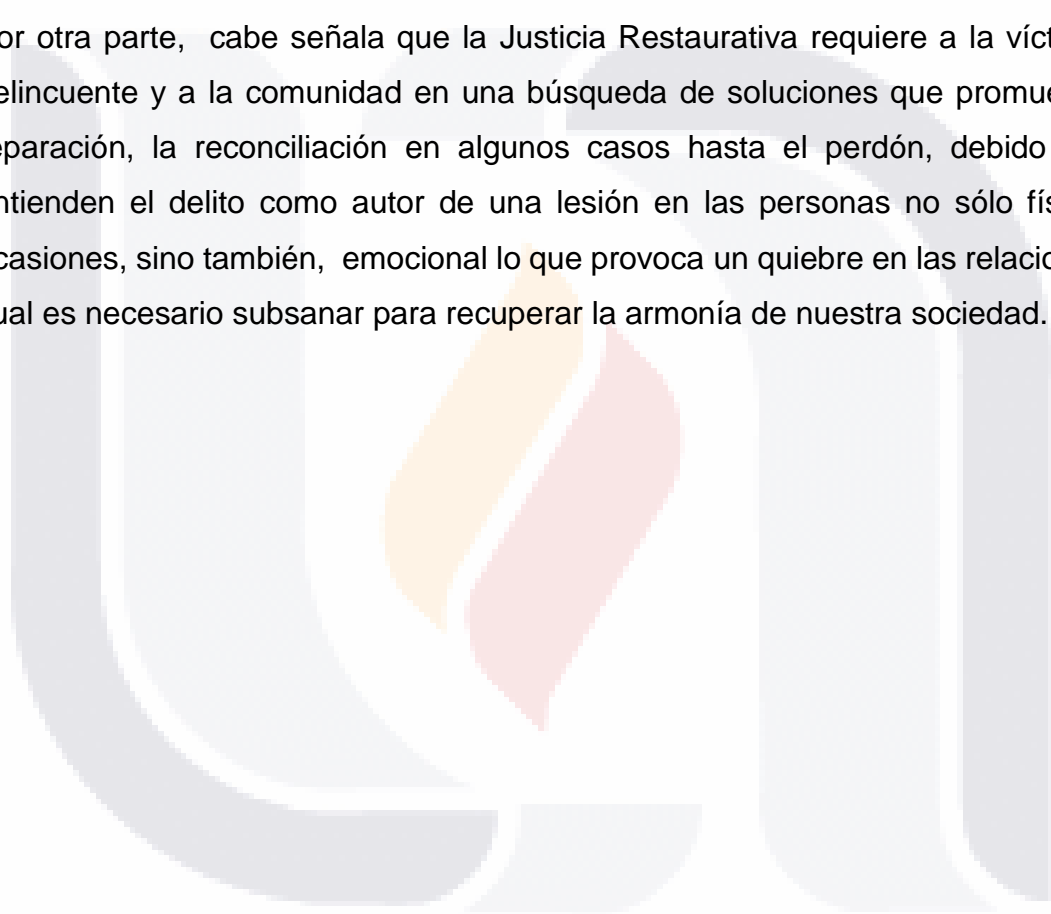 or otra parte, cabe señala que la Justicia Restaurativa requiere a la víct
elincuente y a la comunidad en una búsqueda de soluciones que promue
eparación, la reconciliación en algunos casos hasta el perdón, debido
ntienden el delito como autor de una lesión en las personas no sólo fís
casiones, sino también, emocional lo que provoca un quiebre en las relacio
ual es necesario subsanar para recuperar la armonía de nuestra sociedad.